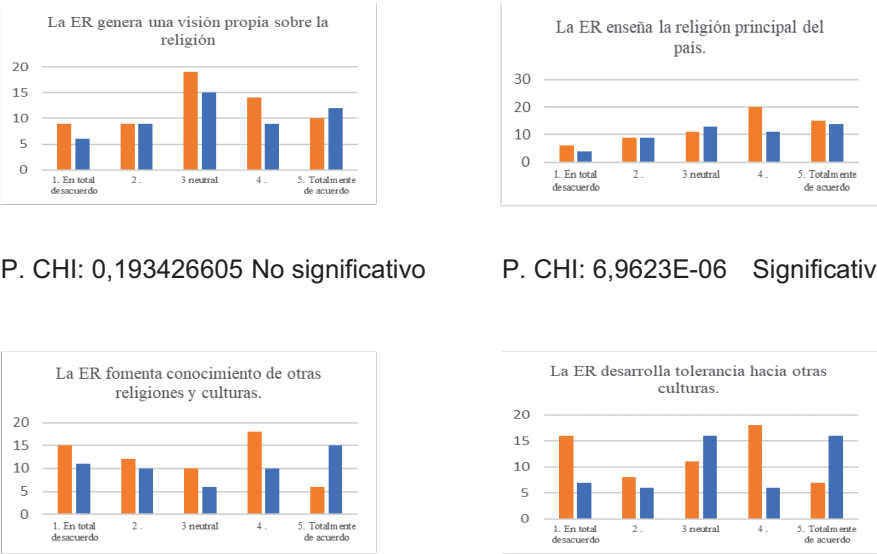 La ER genera una visión propia sobre la
religión
20
15
10
5
0
1. En total
desacuerdo
2 .
3 neutral
4 .
5. Totalmente
de acuerdo
La ER enseña la religión principal del
país.
30
20
10
0
1. En total
desacuerdo
2 .
3 neutral
4 .
5. Totalmente
de acuerdo
P. CHI: 0,193426605 No significativo
P. CHI: 6,9623E-06 Significativ
La ER fomenta conocimiento de otras
religiones y culturas.
20
15
10
5
0
1. En total
desacuerdo
2 .
3 neutral
4 .
5. Totalmente
de acuerdo
La ER desarrolla tolerancia hacia otras
culturas.
20
15
10
5
0
1. En total
desacuerdo
2 .
3 neutral
4 .
5. Totalmente
de acuerdo